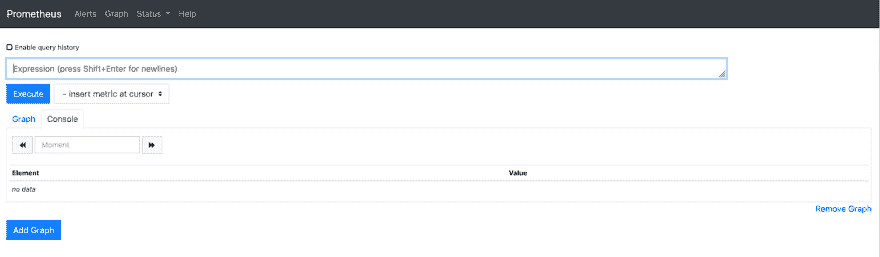 Prometheus Alerts Graph Status Help
Enable query history
Expression (press Shift+Enter for newlines)
Execute - insert metric at cursor
Graph Console
Moment
Element Value
no data
Remove Graph
Add Graph